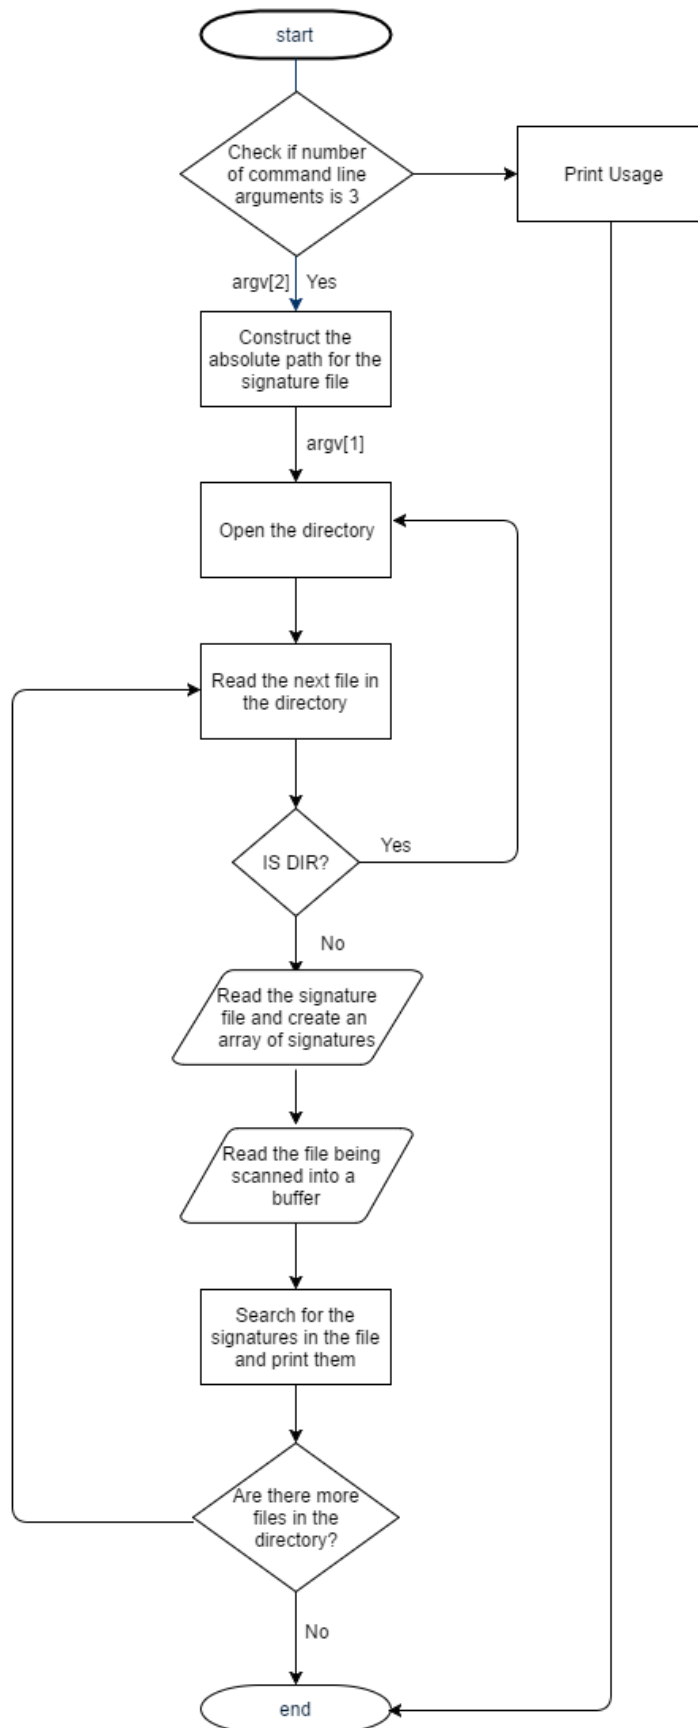 start
Check if number
of command line
arguments is 3
Print Usage
argv[2] Yes
Construct the
absolute path for the
signature file
argv[1]
Open the directory
Read the next file in
the directory
IS DIR?
Yes
No
Read the signature
file and create an
array of signatures
Read the file being
scanned into a
buffer
Search for the
signatures in the file
and print them
Are there more
files in the
directory?
No
end